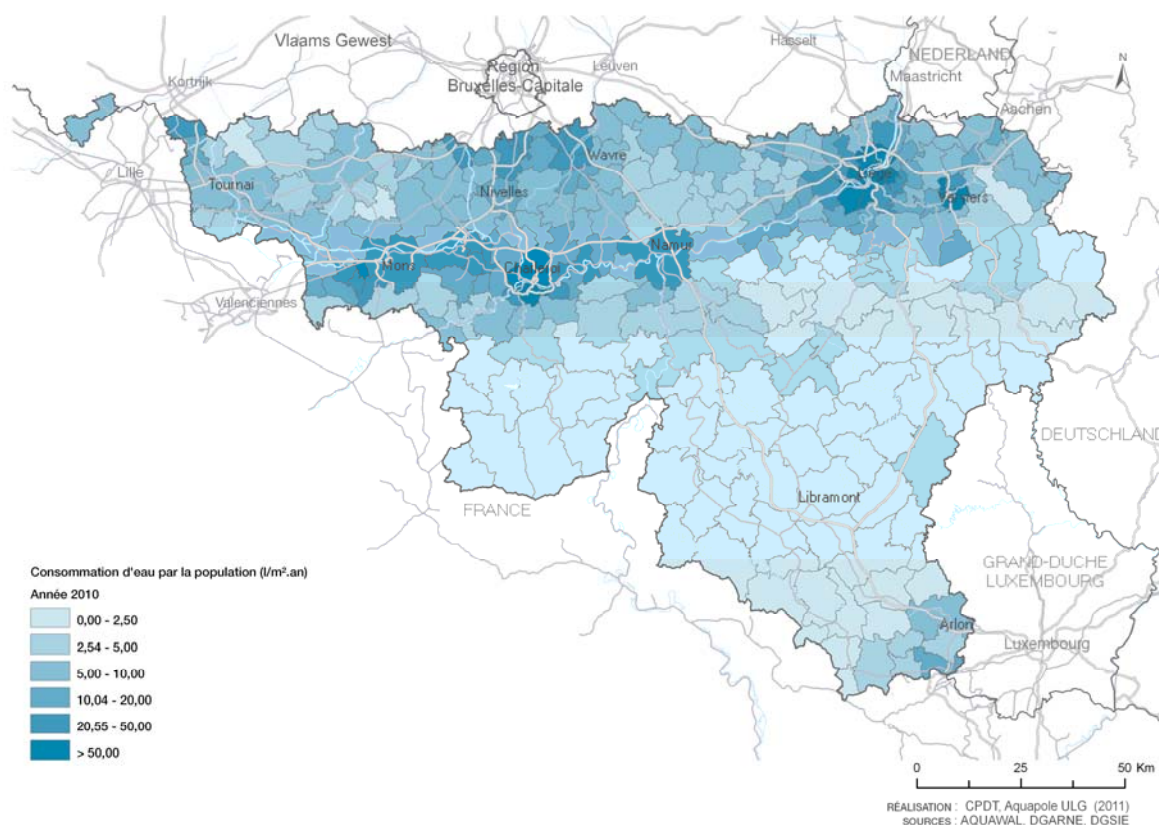 Vlaams Gewest
Hasselt
NEDERLAND
Maastricht
N
Kortrijk
Région
Bruxelles-Capitale
Leuven
Aachen
Lille
Tournai
Wavre
Nivelles
Liège
Verviers
Namur
Mons
Charleroi
Valenciennes
DEUTSCHLAND
Libramont
FRANCE
GRAND-DUCHE
LUXEMBOURG
Arlon
Luxembourg
Consommation d'eau par la population (l/m².an)
Année 2010
0,00 - 2,50
2,54 - 5,00
5,00 - 10,00
10,04 - 20,00
20,55 - 50,00
> 50,00
0 25 50 Km
RÉALISATION : CPDT, Aquapole ULG (2011)
SOURCES : AQUAWAL, DGARNE, DGSIE